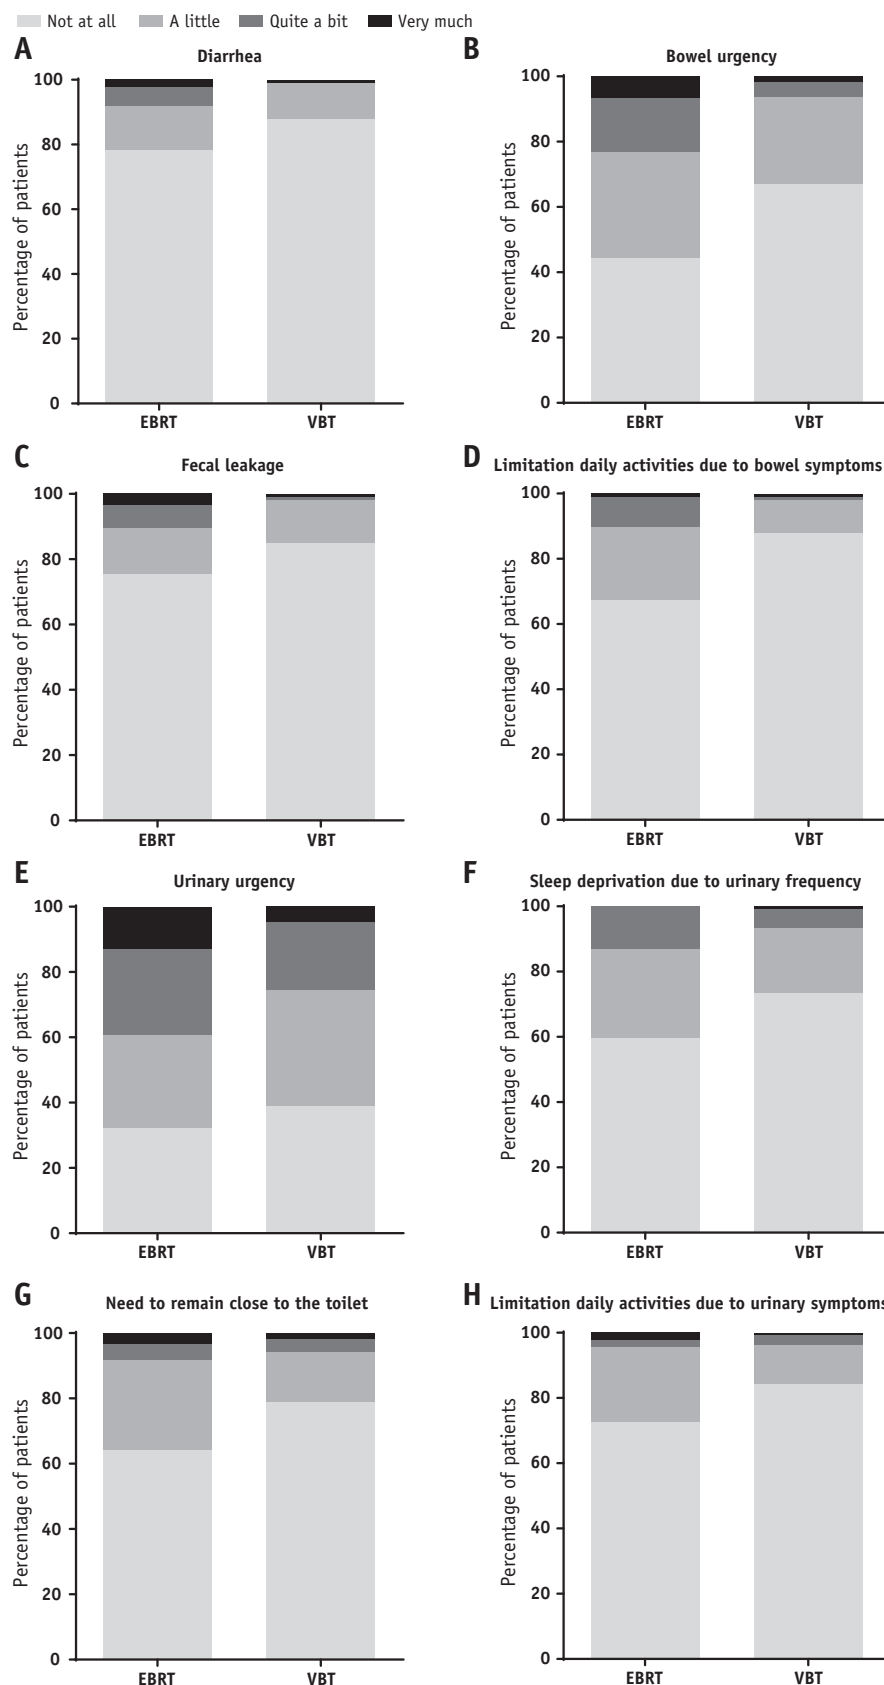 Not at all A little Quite a bit Very much
A
Diarrhea
Percentage of patients
100
80
60
40
20
0
EBRT VBT
B
Bowel urgency
Percentage of patients
100
80
60
40
20
0
EBRT VBT
C
Fecal leakage
Percentage of patients
100
80
60
40
20
0
EBRT VBT
D
Limitation daily activities due to bowel symptoms
Percentage of patients
100
80
60
40
20
0
EBRT VBT
E
Urinary urgency
Percentage of patients
100
80
60
40
20
0
EBRT VBT
F
Sleep deprivation due to urinary frequency
Percentage of patients
100
80
60
40
20
0
EBRT VBT
G
Need to remain close to the toilet
Percentage of patients
100
80
60
40
20
0
EBRT VBT
H
Limitation daily activities due to urinary symptoms
Percentage of patients
100
80
60
40
20
0
EBRT VBT